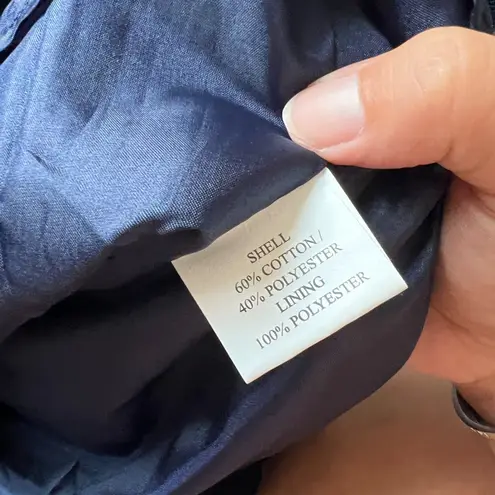 SHELL
60% COTTON/
40% POLYESTER
LINING
100% POLYESTER